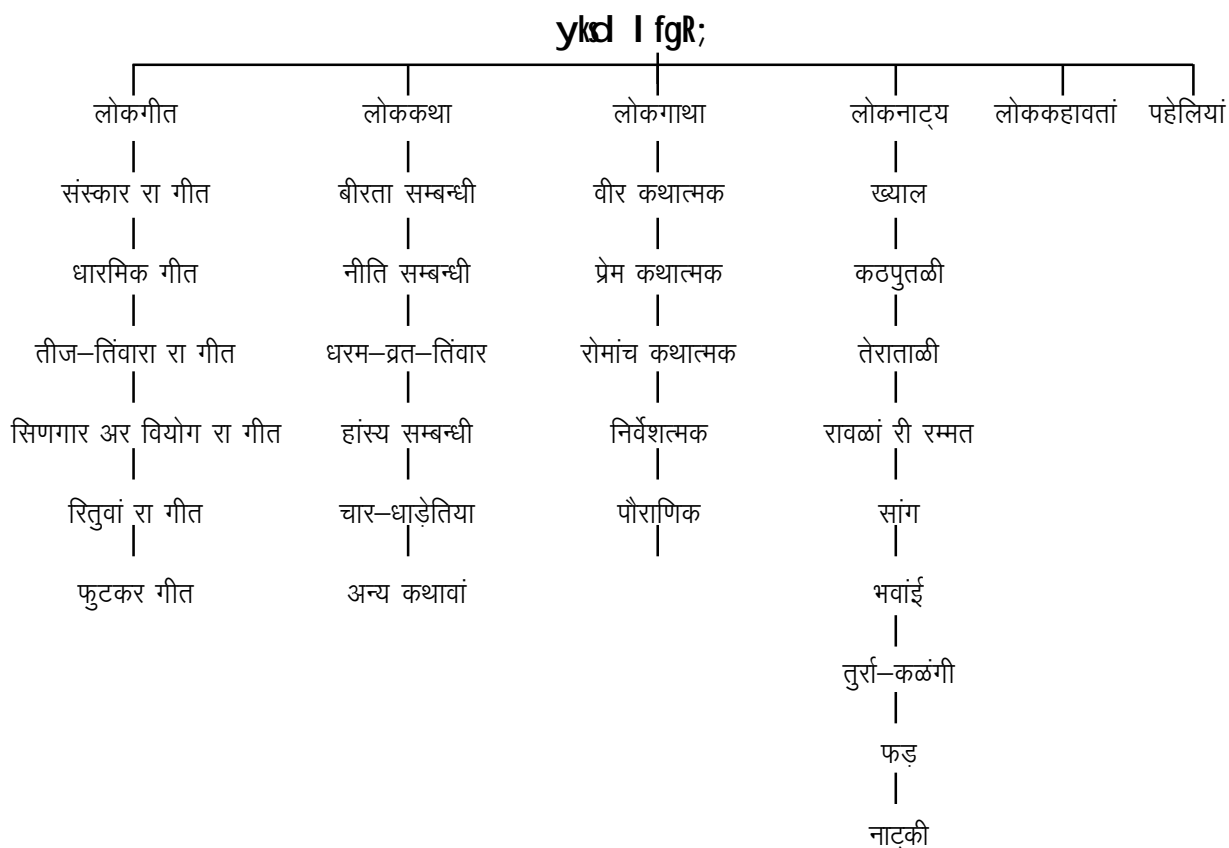 yksd lkfgR;
लोकगीत लोककथा लोकगाथा लोकनाट्य लोककहावतां पहेलियां
संस्कार रा गीत बीरता सम्बन्धी वीर कथात्मक ख्याल
धारमिक गीत नीति सम्बन्धी प्रेम कथात्मक कठपुतळी
तीज–तिंवारा रा गीत धरम–व्रत–तिंवार रोमांच कथात्मक तेराताळी
सिणगार अर वियोग रा गीत हांस्य सम्बन्धी निर्वेशत्मक रावळां री रम्मत
रितुवां रा गीत चार–धाड़ेतिया पौराणिक सांग
फुटकर गीत अन्य कथावां भवांई
तुर्रा–कळंगी
फड़
नाट्की